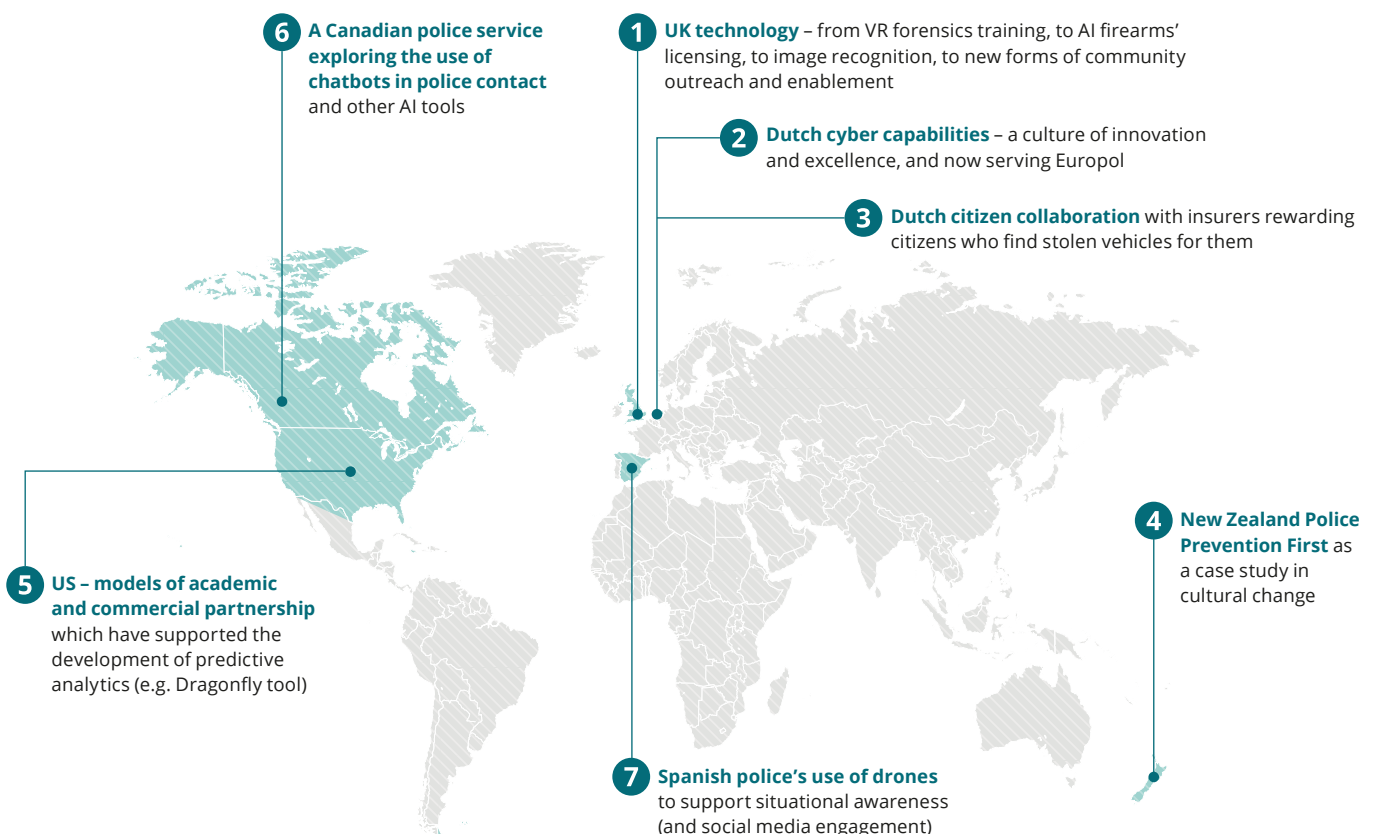 6
A Canadian police service
exploring the use of
chatbots in police contact
and other AI tools
1
UK technology – from VR forensics training, to AI firearms’
licensing, to image recognition, to new forms of community
outreach and enablement
2
Dutch cyber capabilities – a culture of innovation
and excellence, and now serving Europol
3
Dutch citizen collaboration with insurers rewarding
citizens who find stolen vehicles for them
4
New Zealand Police
Prevention First as
a case study in
cultural change
5
US – models of academic
and commercial partnership
which have supported the
development of predictive
analytics (e.g. Dragonfly tool)
7
Spanish police’s use of drones
to support situational awareness
(and social media engagement)